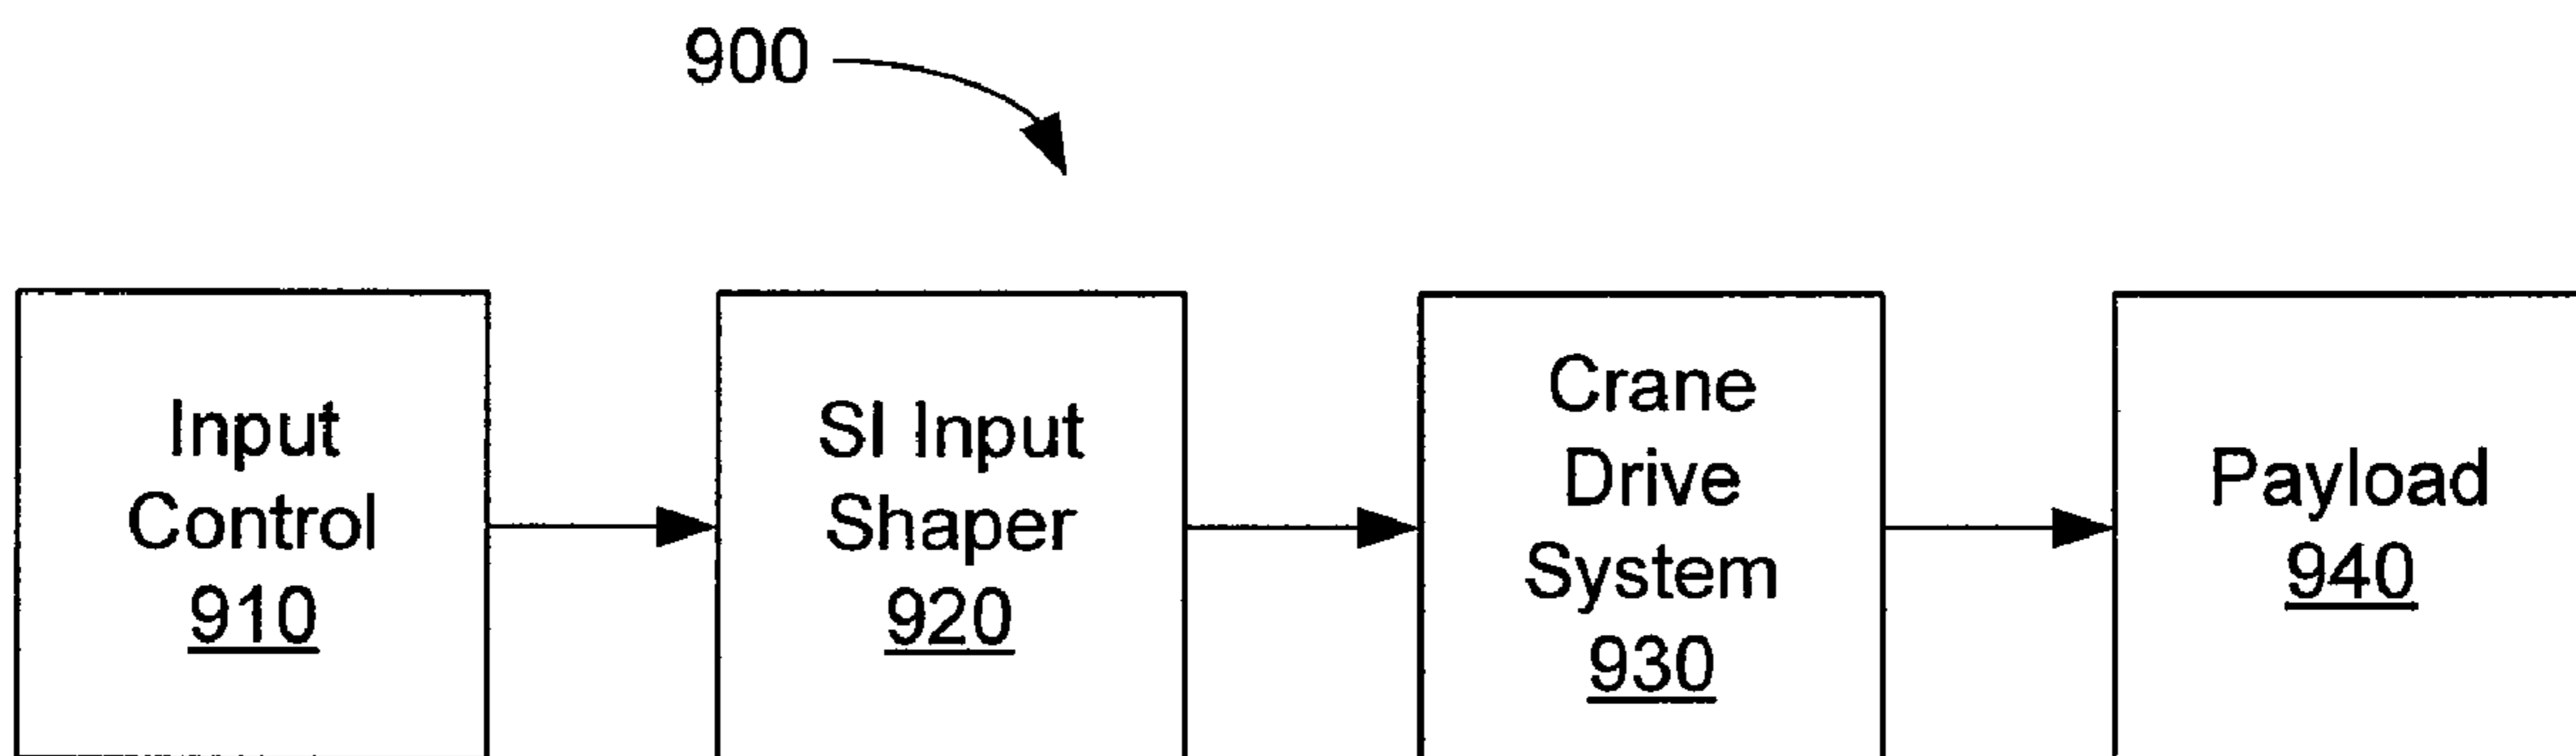 900
Input
Control
910
SI Input
Shaper
920
Crane
Drive
System
930
Payload
940